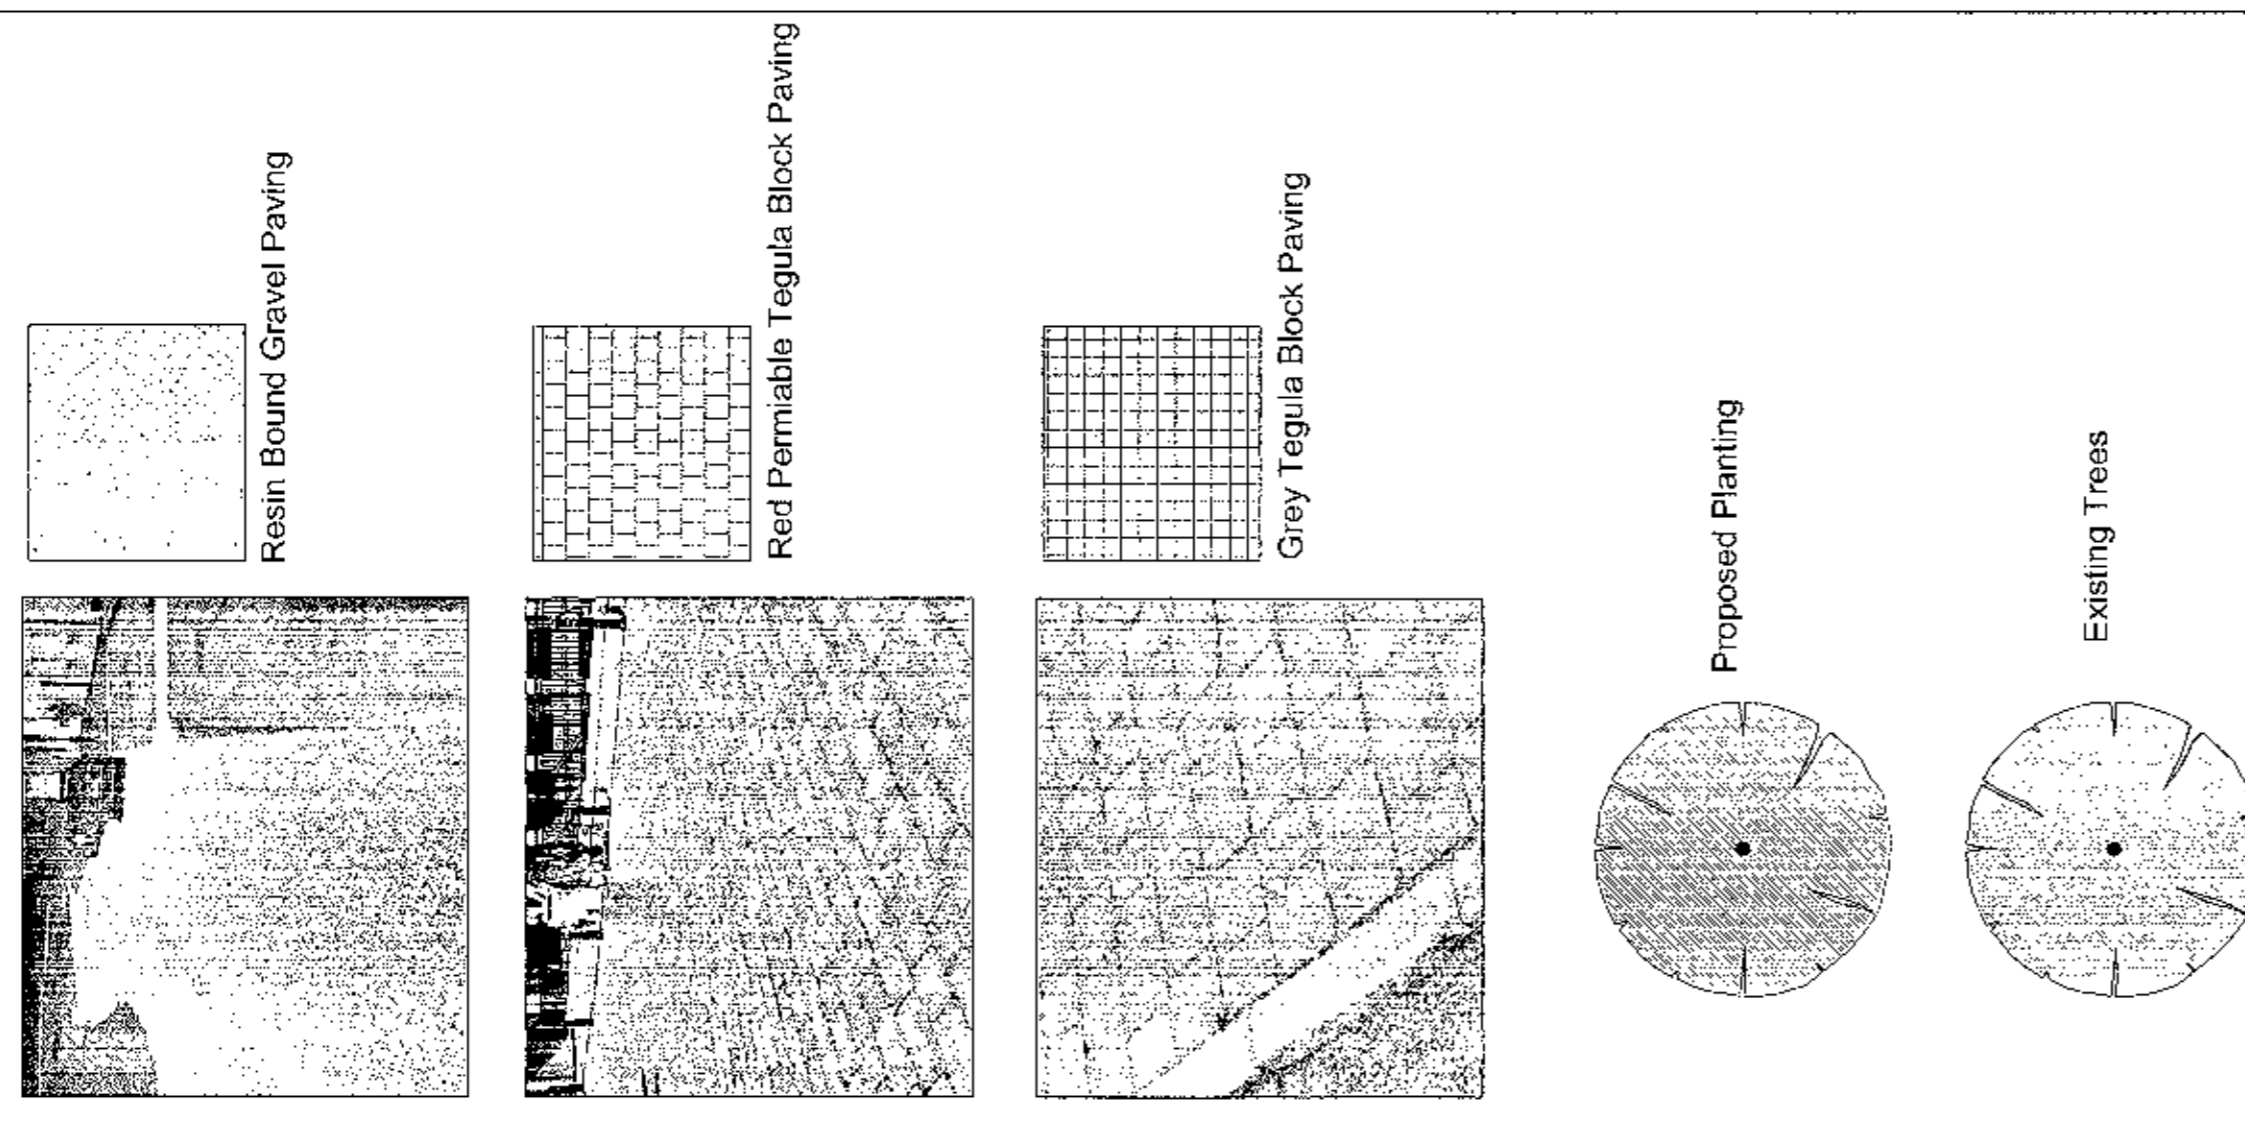 Resin Bound Gravel Paving
Red Permiable Tegula Block Paving
Grey Tegula Block Paving
Proposed Planting
Existing Trees